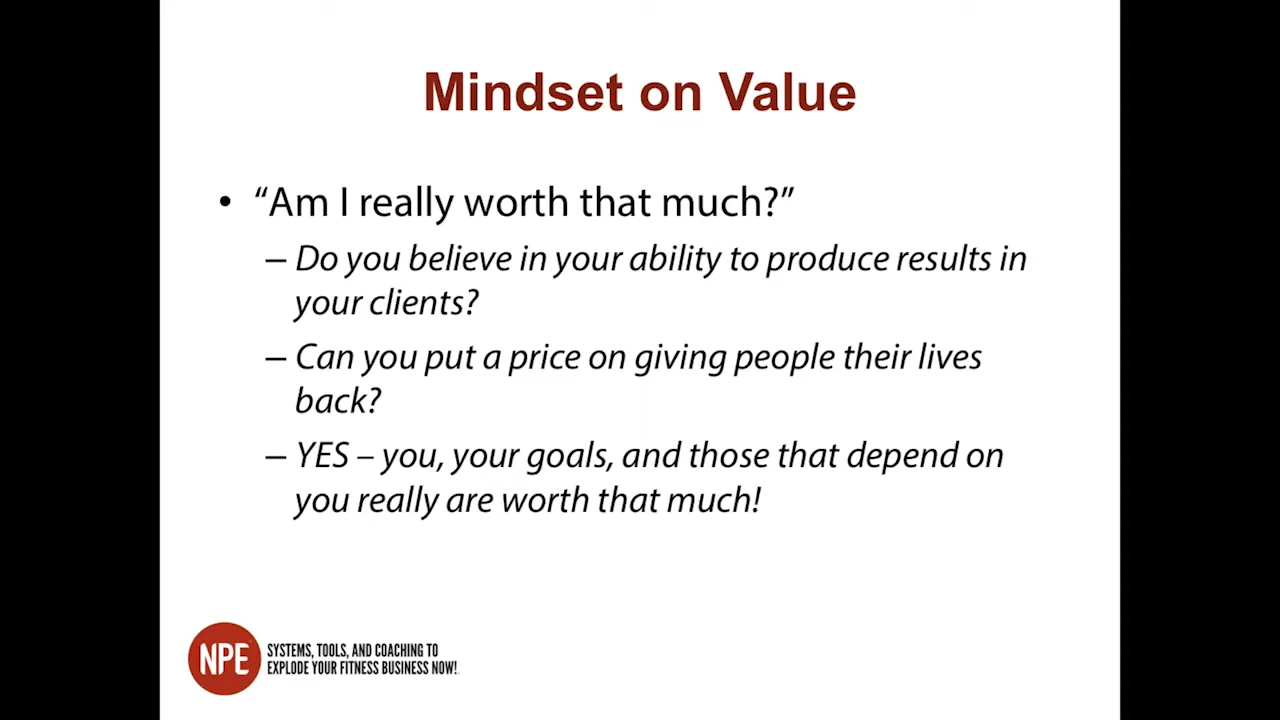 Mindset on Value
• “Am I really worth that much?”
– Do you believe in your ability to produce results in
your clients?
– Can you put a price on giving people their lives
back?
– YES – you, your goals, and those that depend on
you really are worth that much!
NPE
SYSTEMS, TOOLS, AND COACHING TO
EXPLODE YOUR FITNESS BUSINESS NOW!